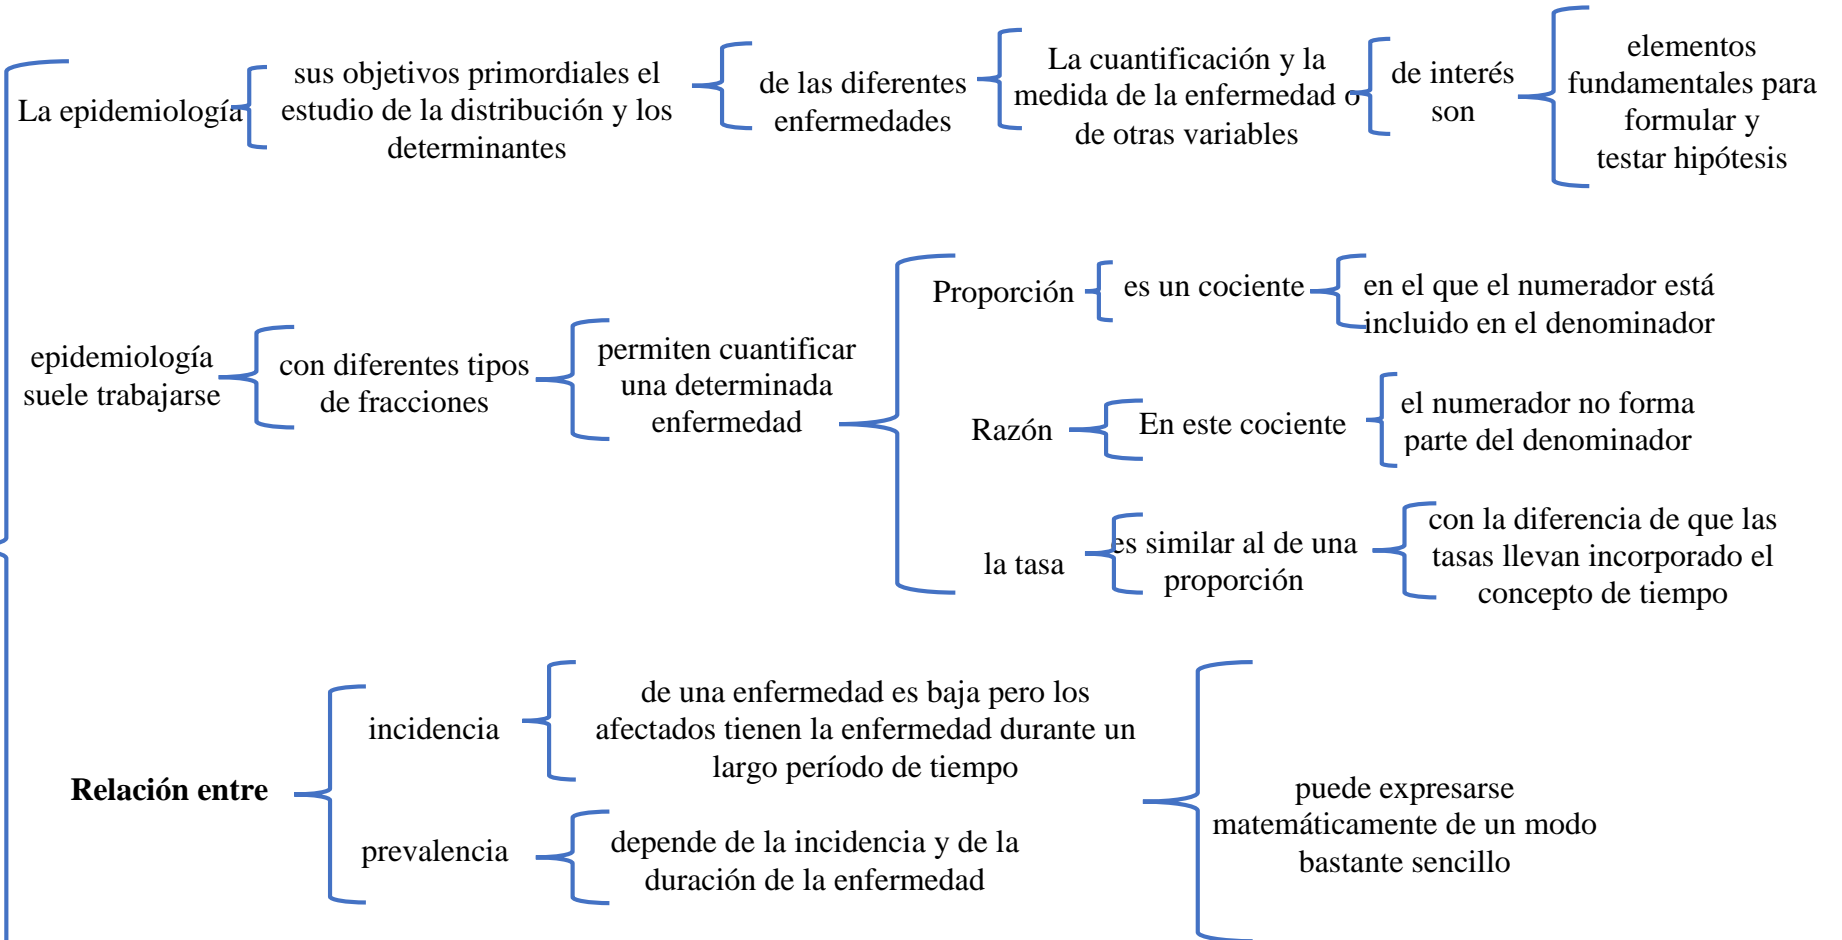 La epidemiología
sus objetivos primordiales el
estudio de la distribución y los
determinantes
de las diferentes
enfermedades
La cuantificación y la
medida de la enfermedad o
de otras variables
de interés
son
elementos
fundamentales para
formular y
testar hipótesis
epidemiología
suele trabajarse
con diferentes tipos
de fracciones
permiten cuantificar
una determinada
enfermedad
Proporción
es un cociente
en el que el numerador está
incluido en el denominador
Razón
En este cociente
el numerador no forma
parte del denominador
la tasa
es similar al de una
proporción
con la diferencia de que las
tasas llevan incorporado el
concepto de tiempo
Relación entre
incidencia
de una enfermedad es baja pero los
afectados tienen la enfermedad durante un
largo período de tiempo
prevalencia
depende de la incidencia y de la
duración de la enfermedad
puede expresarse
matemáticamente de un modo
bastante sencillo